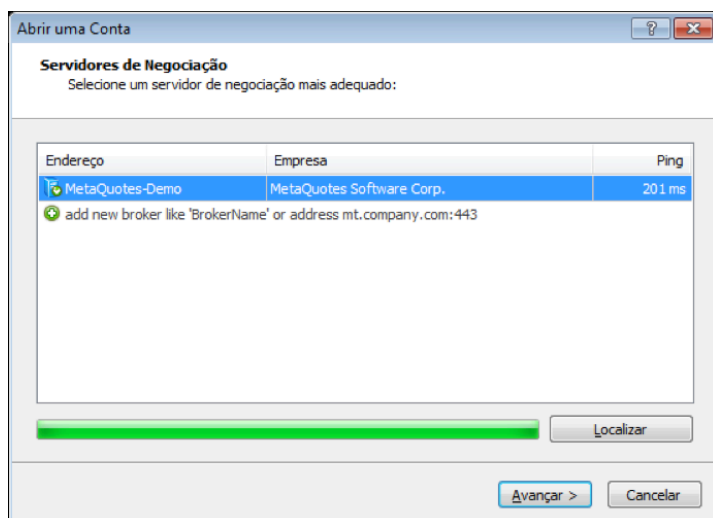 Abrir uma Conta
Servidores de Negociação
Selecione um servidor de negociação mais adequado:
Endereço Empresa Ping
MetaQuotes-Demo MetaQuotes Software Corp. 201 ms
add new broker like 'BrokerName' or address mt.company.com:443
Localizar
Avançar > Cancelar